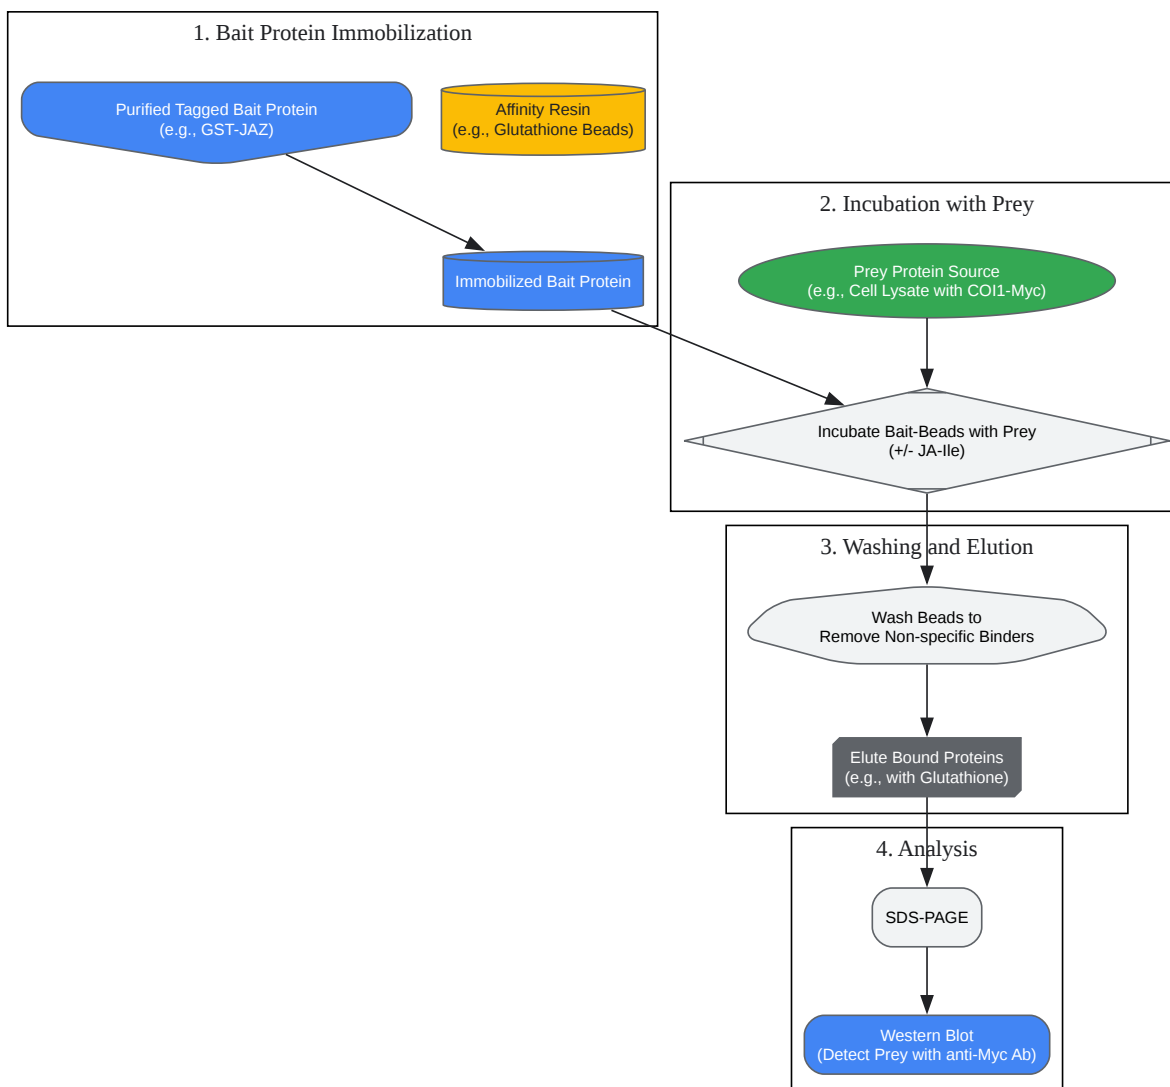 1. Bait Protein Immobilization
Purified Tagged Bait Protein
(e.g., GST-JAZ)
Affinity Resin
(e.g., Glutathione Beads)
Immobilized Bait Protein
2. Incubation with Prey
Prey Protein Source
(e.g., Cell Lysate with COI1-Myc)
Incubate Bait-Beads with Prey
(+/- JA-Ile)
3. Washing and Elution
Wash Beads to
Remove Non-specific Binders
Elute Bound Proteins
(e.g., with Glutathione)
4. Analysis
SDS-PAGE
Western Blot
(Detect Prey with anti-Myc Ab)